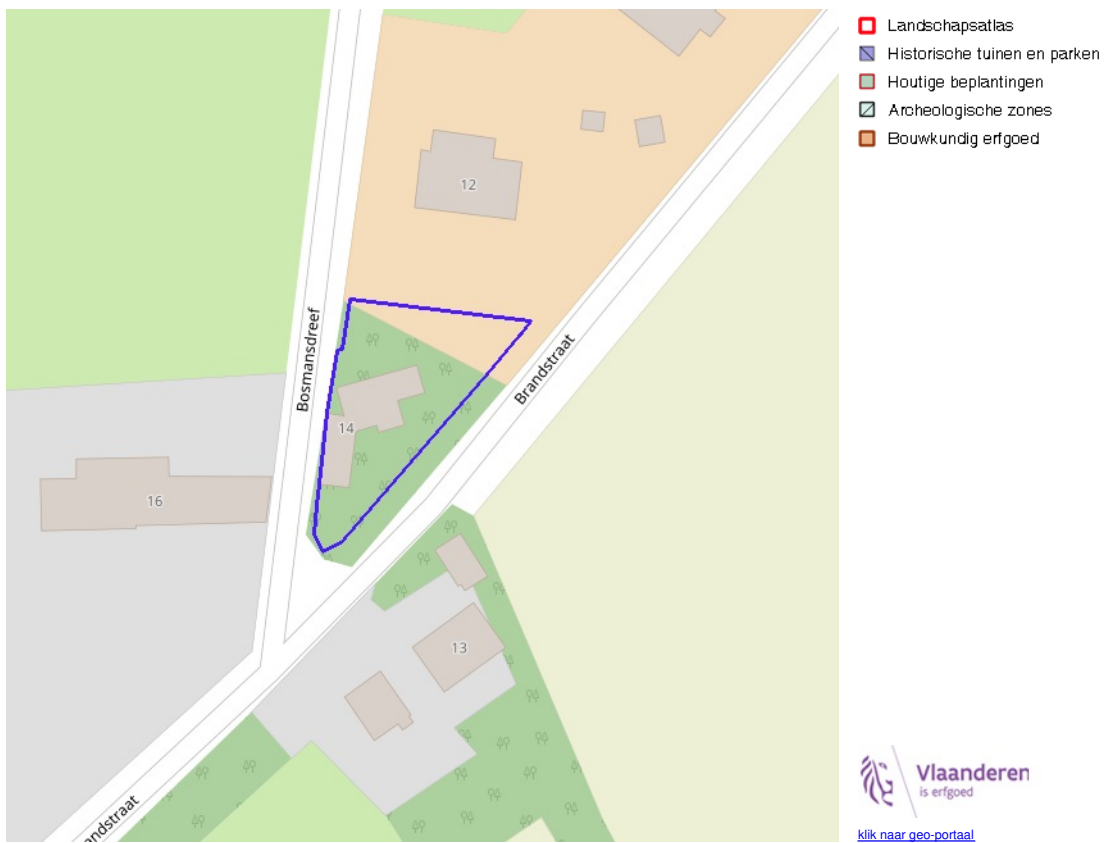 Landschapsatlas
Historische tuinen en parken
Houtige beplantingen
Archeologische zones
Bouwkundig erfgoed
12
Bosmansdreef
Brandstraat
14
16
13
andstraat
Vlaanderen
is erfgoed
klik naar geo-portaal